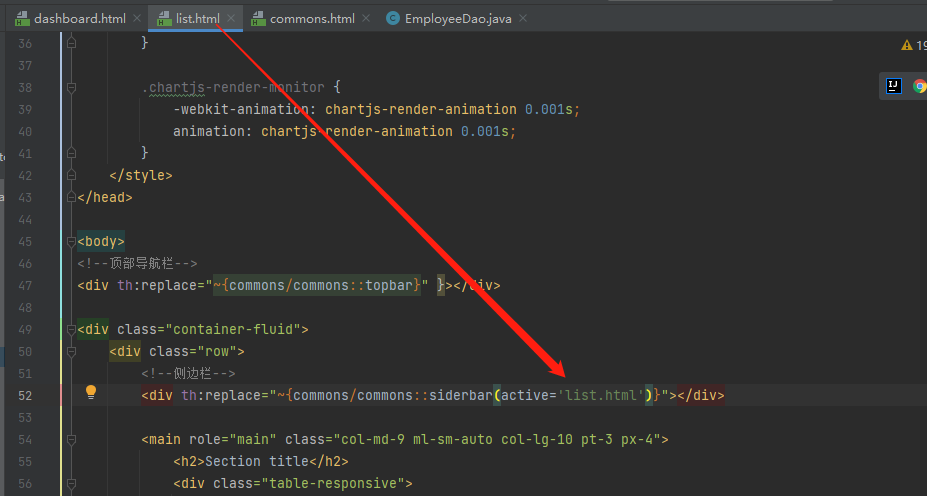 dashboard.html list.html commons.html EmployeeDao.java
36 }
37
38 .chartjs-render-monitor {
39 -webkit-animation: chartjs-render-animation 0.001s;
40 animation: chartjs-render-animation 0.001s;
41 }
42 </style>
43 </head>
44
45 <body>
46 <!--顶部导航栏-->
47 <div th:replace="~{commons/commons::topbar}" }></div>
48
49 <div class="container-fluid">
50 <div class="row">
51 <!--侧边栏-->
52 <div th:replace="~{commons/commons::siderbar(active='list.html')}"></div>
53
54 <main role="main" class="col-md-9 ml-sm-auto col-lg-10 pt-3 px-4">
55 <h2>Section title</h2>
56 <div class="table-responsive">